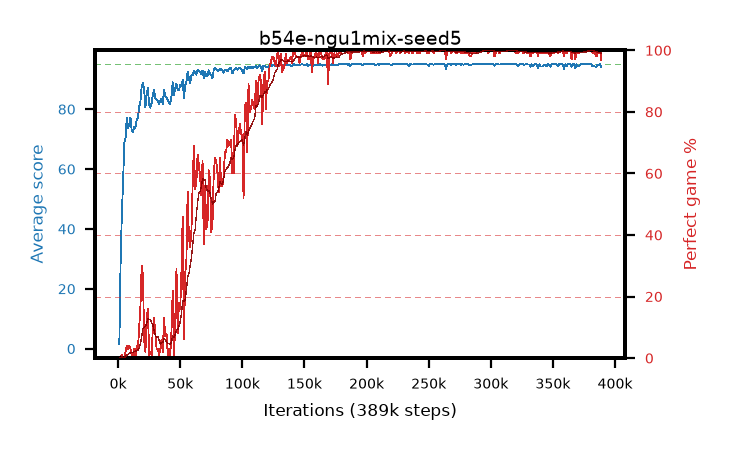 b54e-ngu1mix-seed5
Average score
80
60
40
20
0
100
80
60
40
20
0
Perfect game %
0k
50k
100k
150k
200k
250k
300k
350k
400k
Iterations (389k steps)